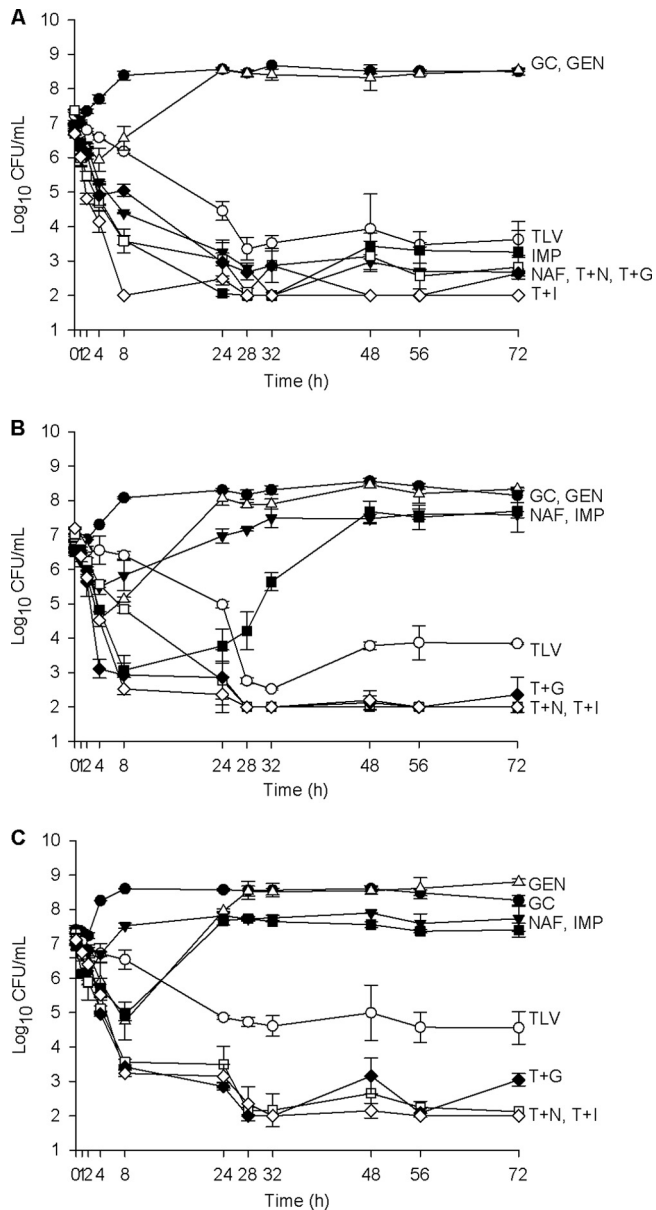 A
10
9
8
7
6
5
4
3
2
1
Log10 CFU/mL
GC, GEN
TLV
IMP
NAF, T+N, T+G
T+I
0 1 2 4 8 24 28 32 48 56 72
Time (h)
B
10
9
8
7
6
5
4
3
2
1
Log10 CFU/mL
GC, GEN
NAF, IMP
TLV
T+G
T+N, T+I
0 1 2 4 8 24 28 32 48 56 72
Time (h)
C
10
9
8
7
6
5
4
3
2
1
Log10 CFU/mL
GEN
GC
NAF, IMP
TLV
T+G
T+N, T+I
0 1 2 4 8 24 28 32 48 56 72
Time (h)